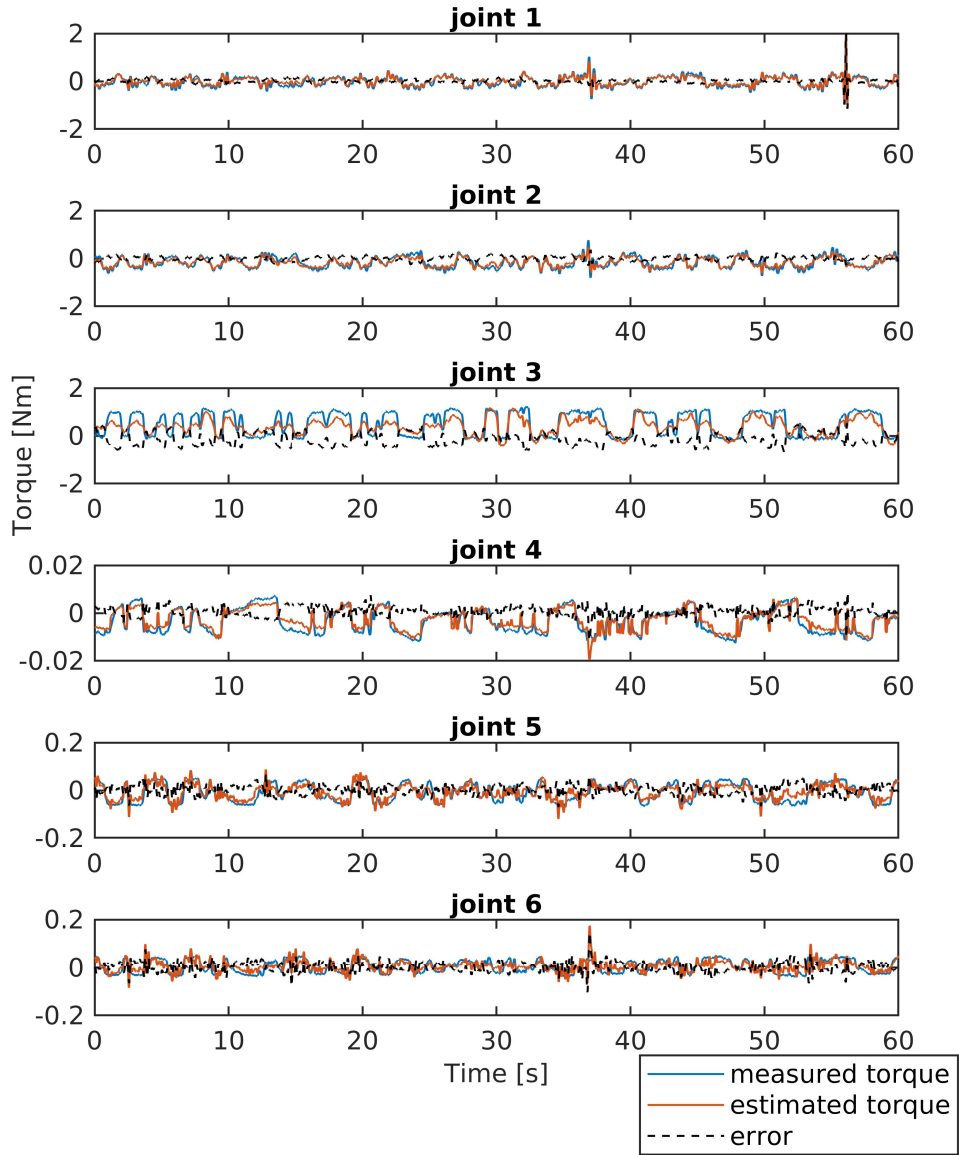 joint 1
2
0
-2
0 10 20 30 40 50 60
joint 2
2
0
-2
0 10 20 30 40 50 60
joint 3
2
0
-2
0 10 20 30 40 50 60
Torque [Nm]
joint 4
0.02
0
-0.02
0 10 20 30 40 50 60
joint 5
0.2
0
-0.2
0 10 20 30 40 50 60
joint 6
0.2
0
-0.2
0 10 20 30 40 50 60
Time [s]
measured torque
estimated torque
error